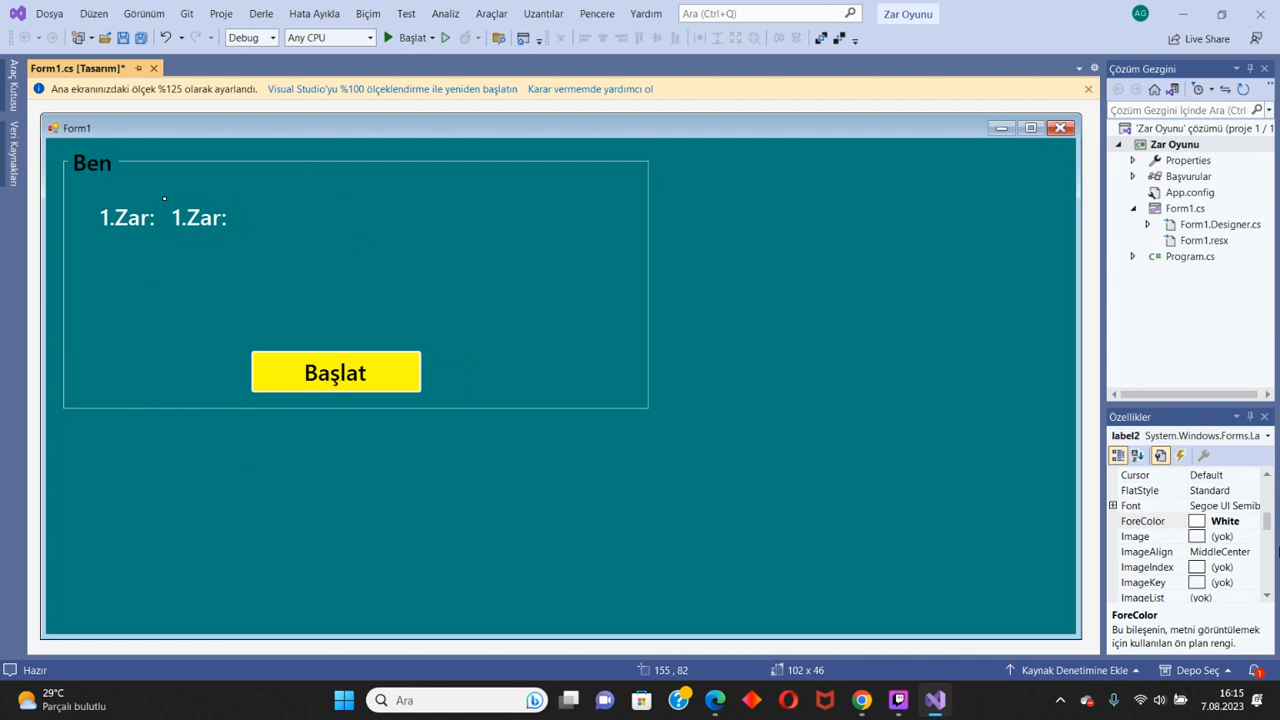 Dosya Düzen Görünüm Git Proje Derle Hata Ayıkla Biçim Test Analiz Araçlar Uzantılar Pencere Yardım Ara (Ctrl+Q) Zar Oyunu AG
Debug Any CPU Başlat Live Share
Form1.cs [Tasarım]* Çözüm Gezgini
Ana ekranınızdaki ölçek %125 olarak ayarlandı. Visual Studio'yu %100 ölçeklendirme ile yeniden başlatın Karar vermemde yardımcı ol
Araç Kutusu
Veri Kaynakları
Çözüm Gezgini İçinde Ara (Ctrl
Form1
'Zar Oyunu' çözümü (proje 1 / 1
Zar Oyunu
Properties
Başvurular
App.config
Form1.cs
Form1.Designer.cs
Form1.resx
Program.cs
Ben
1.Zar: 1.Zar:
Başlat
Özellikler
label2 System.Windows.Forms.La
Cursor Default
FlatStyle Standard
Font Segoe UI Semib
ForeColor White
Image (yok)
ImageAlign MiddleCenter
ImageIndex (yok)
ImageKey (yok)
ImageList (yok)
ForeColor
Bu bileşenin, metni görüntülemek
için kullanılan ön plan rengi.
Hazır 155 , 82 102 x 46 Kaynak Denetimine Ekle Depo Seç 1
29°C
Parçalı bulutlu
Ara
16:15
7.08.2023